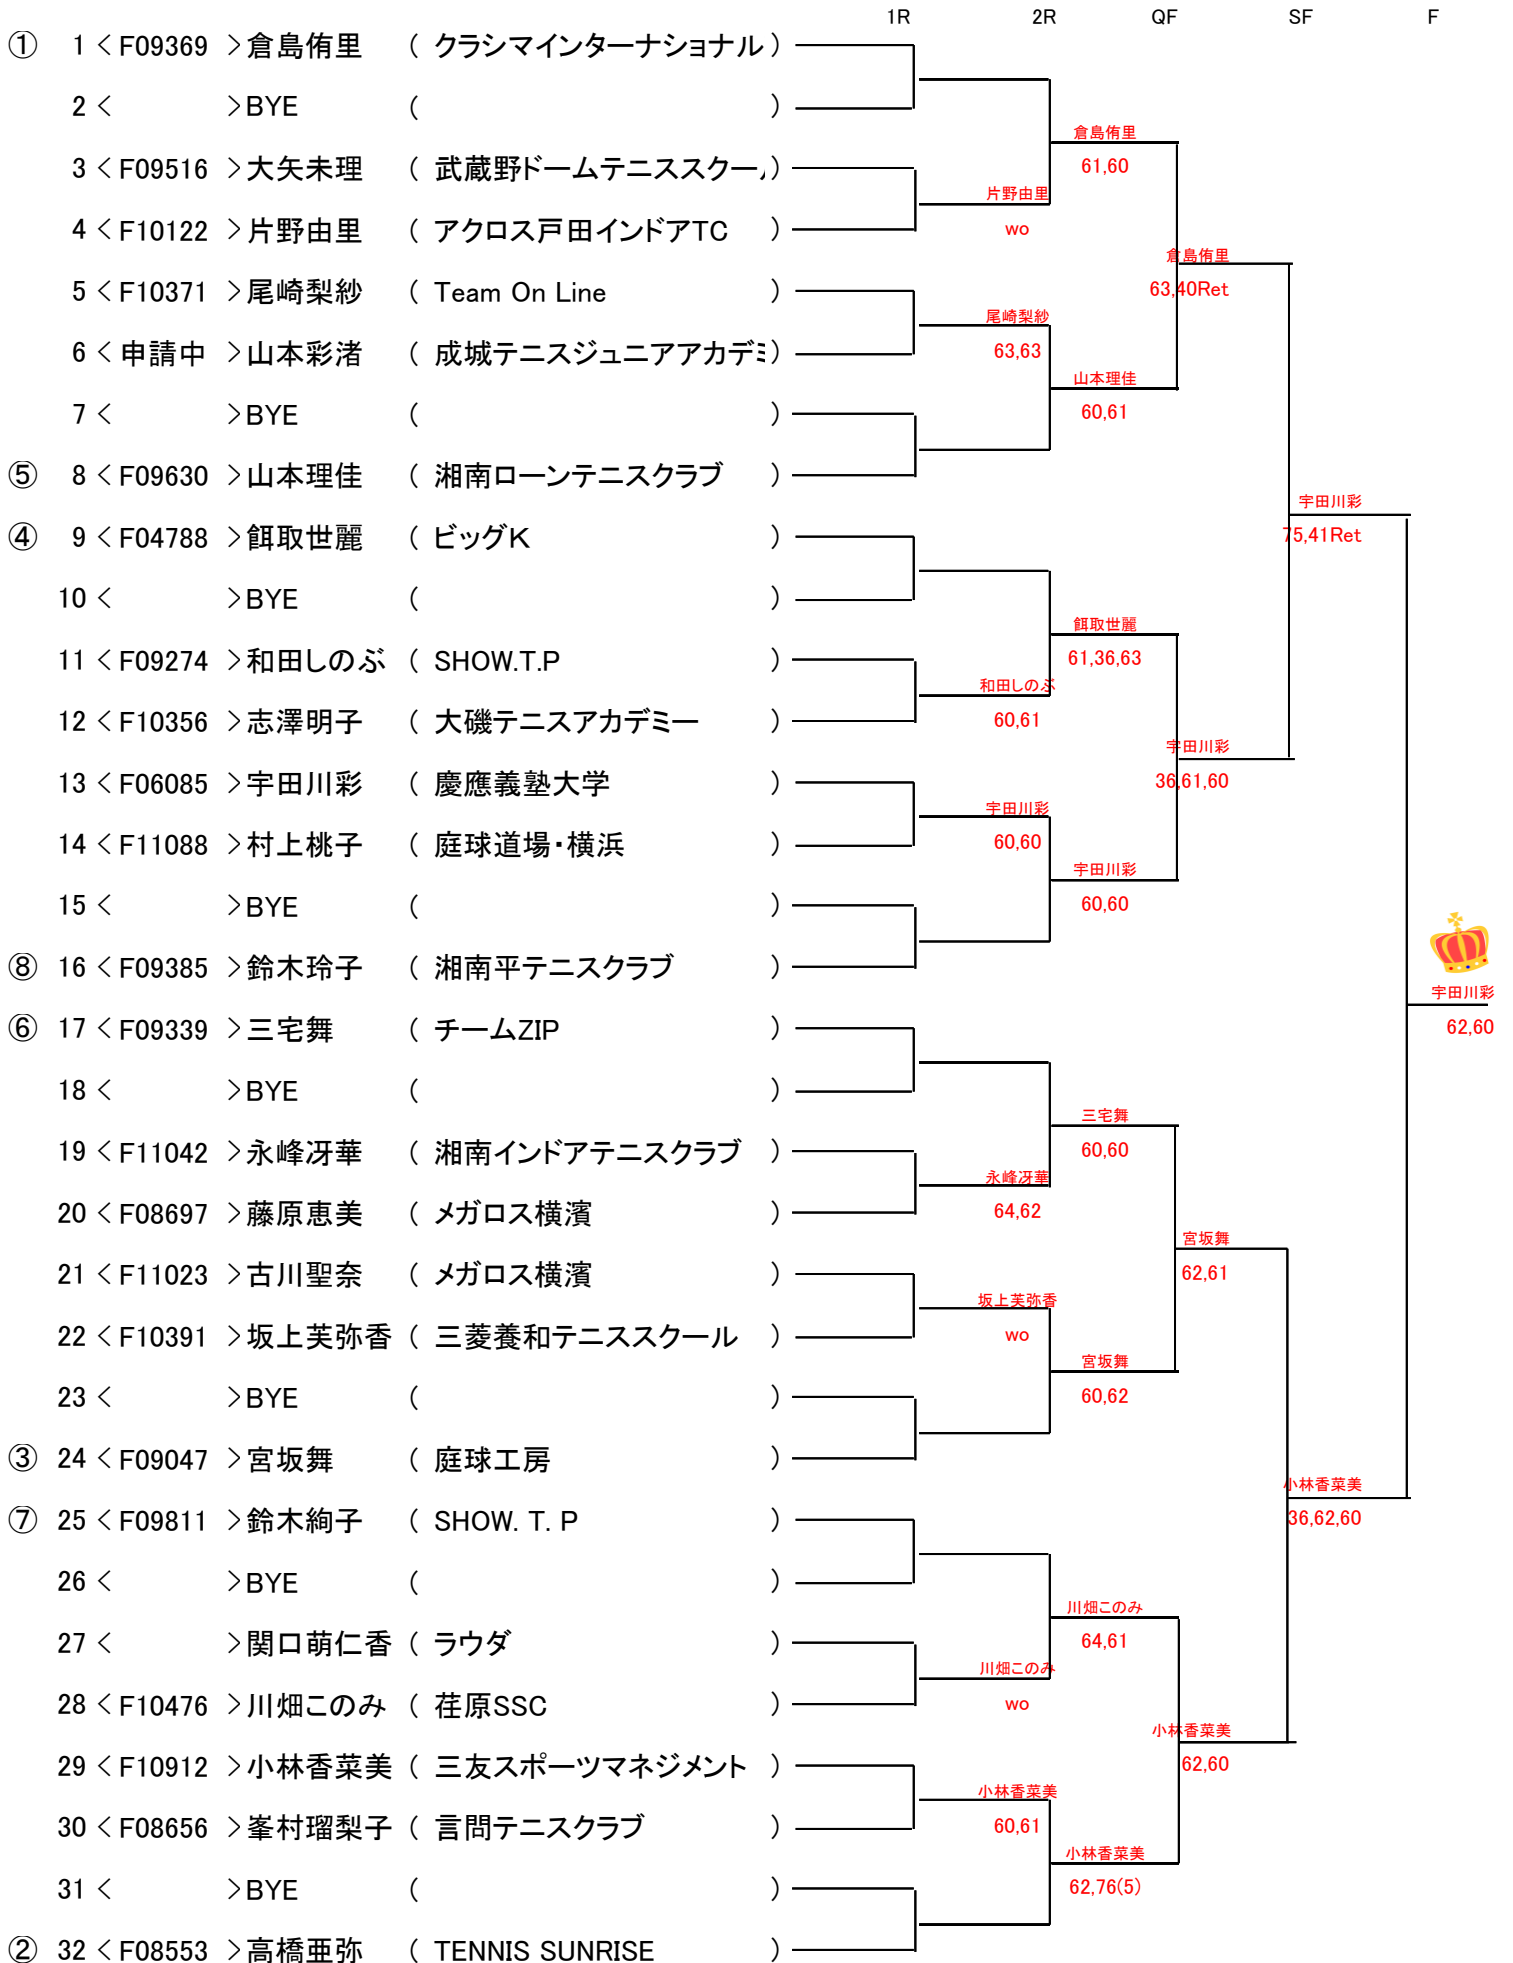 1R 2R QF SF F
① 1 < F09369 > 倉島侑里 ( クラシマインターナショナル )
2 < > BYE ( )
倉島侑里
61,60
3 < F09516 > 大矢未理 ( 武蔵野ドームテニススクー )
片野由里
wo
4 < F10122 > 片野由里 ( アクロス戸田インドアTC )
倉島侑里
63,40Ret
5 < F10371 > 尾崎梨紗 ( Team On Line )
尾崎梨紗
63,63
6 < 申請中 > 山本彩渚 ( 成城テニスジュニアアカデミ )
山本理佳
60,61
7 < > BYE ( )
⑤ 8 < F09630 > 山本理佳 ( 湘南ローンテニスクラブ )
宇田川彩
75,41Ret
④ 9 < F04788 > 餌取世麗 ( ビッグK )
10 < > BYE ( )
餌取世麗
61,36,63
11 < F09274 > 和田しのぶ ( SHOW.T.P )
和田しのぶ
60,61
12 < F10356 > 志澤明子 ( 大磯テニスアカデミー )
宇田川彩
36,61,60
13 < F06085 > 宇田川彩 ( 慶應義塾大学 )
宇田川彩
60,60
14 < F11088 > 村上桃子 ( 庭球道場・横浜 )
宇田川彩
60,60
15 < > BYE ( )
⑧ 16 < F09385 > 鈴木玲子 ( 湘南平テニスクラブ )
宇田川彩
62,60
⑥ 17 < F09339 > 三宅舞 ( チームZIP )
18 < > BYE ( )
三宅舞
60,60
19 < F11042 > 永峰冴華 ( 湘南インドアテニスクラブ )
永峰冴華
64,62
20 < F08697 > 藤原恵美 ( メガロス横濱 )
宮坂舞
62,61
21 < F11023 > 古川聖奈 ( メガロス横濱 )
坂上芙弥香
wo
22 < F10391 > 坂上芙弥香 ( 三菱養和テニススクール )
宮坂舞
60,62
23 < > BYE ( )
③ 24 < F09047 > 宮坂舞 ( 庭球工房 )
小林香菜美
36,62,60
⑦ 25 < F09811 > 鈴木絢子 ( SHOW. T. P )
26 < > BYE ( )
川畑このみ
64,61
27 < > 関口萌仁香 ( ラウダ )
川畑このみ
wo
28 < F10476 > 川畑このみ ( 荏原SSC )
小林香菜美
62,60
29 < F10912 > 小林香菜美 ( 三友スポーツマネジメント )
小林香菜美
60,61
30 < F08656 > 峯村瑠梨子 ( 言問テニスクラブ )
小林香菜美
62,76(5)
31 < > BYE ( )
② 32 < F08553 > 高橋亜弥 ( TENNIS SUNRISE )